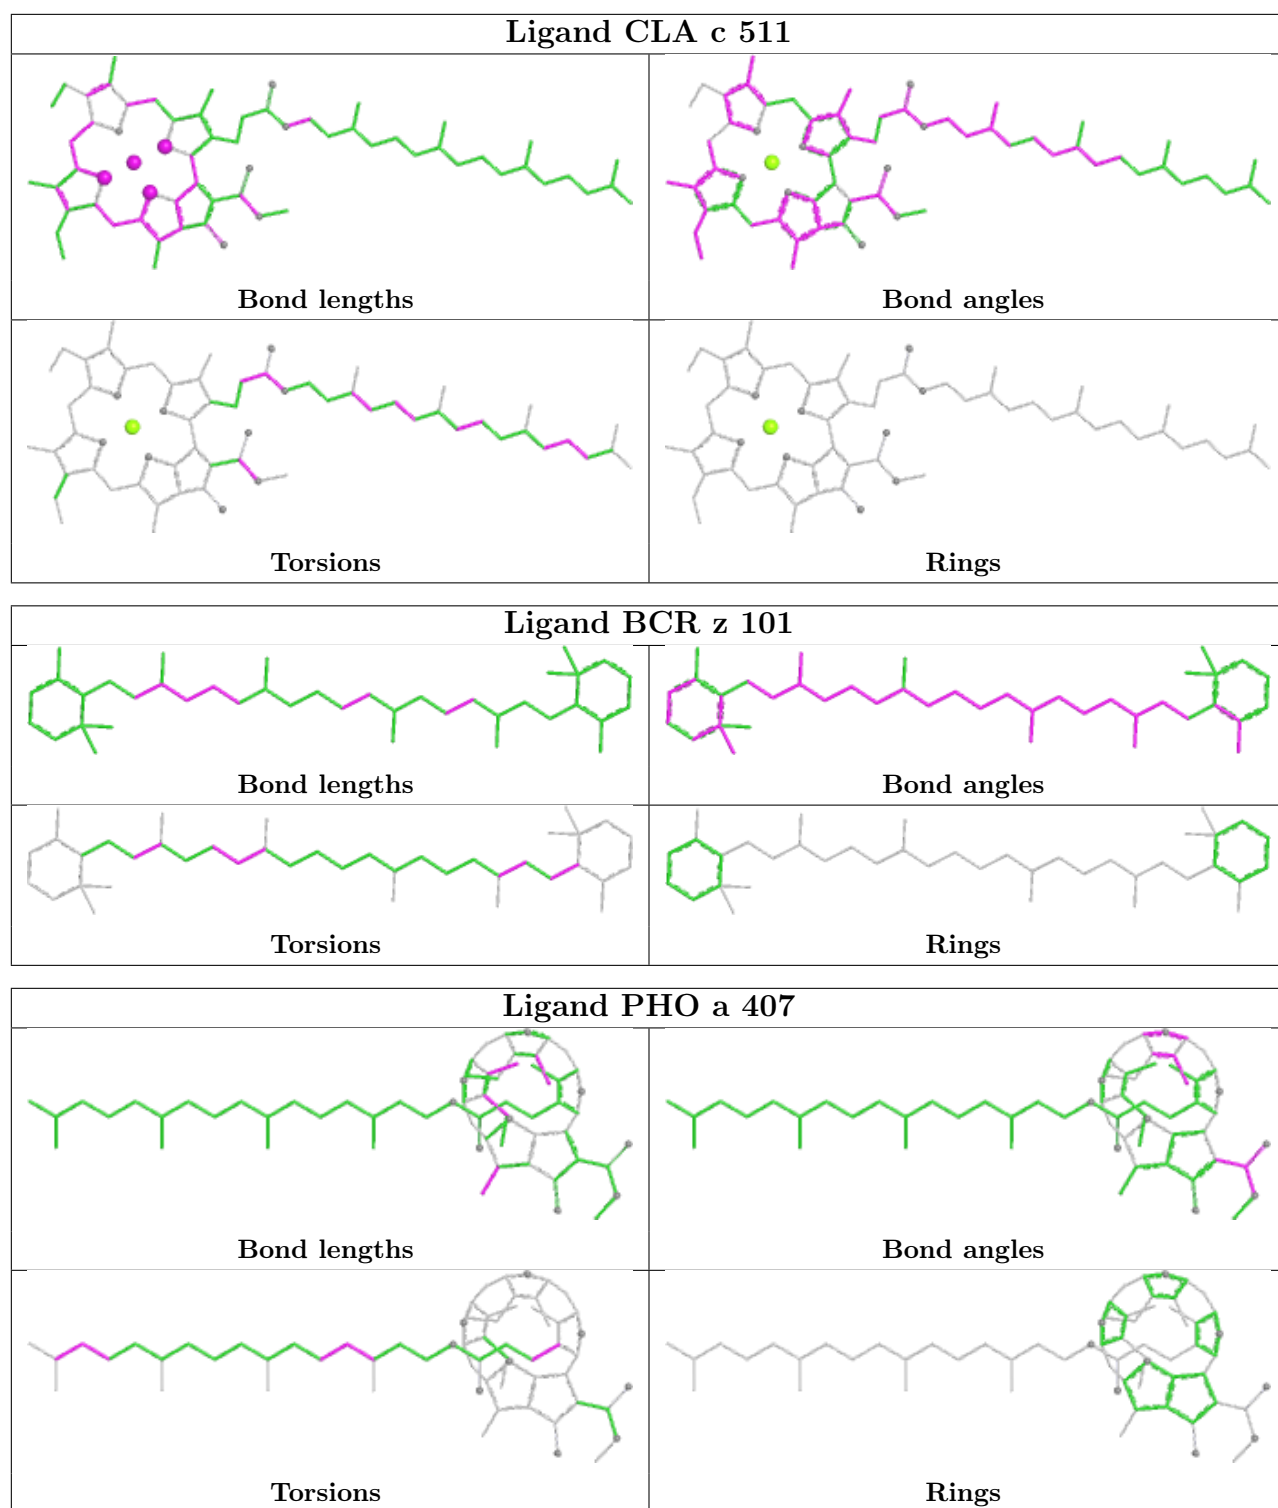 Ligand CLA c 511
Bond lengths
Bond angles
Torsions
Rings
Ligand BCR z 101
Bond lengths
Bond angles
Torsions
Rings
Ligand PHO a 407
Bond lengths
Bond angles
Torsions
Rings